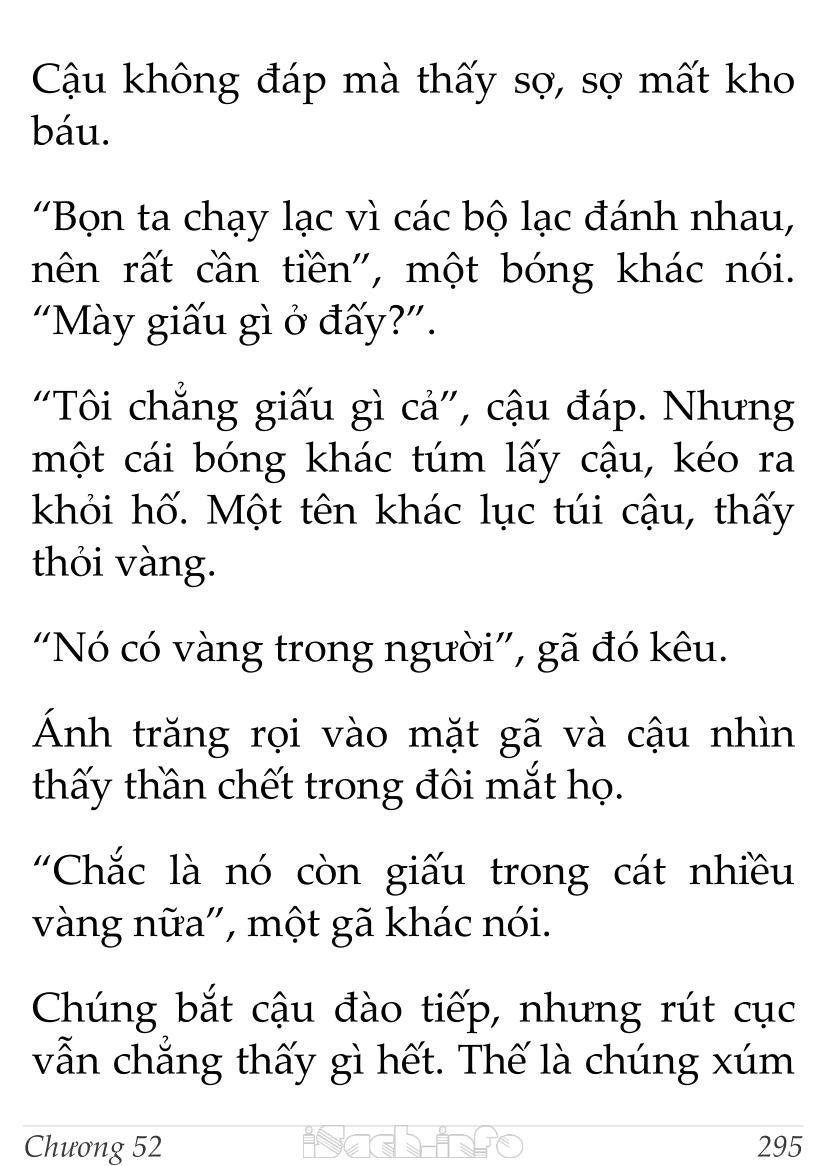 Cậu không đáp mà thấy sợ, sợ mất kho
báu.
“Bọn ta chạy lạc vì các bộ lạc đánh nhau,
nên rất cần tiền”, một bóng khác nói.
“Mày giấu gì ở đấy?”.
“Tôi chẳng giấu gì cả”, cậu đáp. Nhưng
một cái bóng khác túm lấy cậu, kéo ra
khỏi hố. Một tên khác lục túi cậu, thấy
thỏi vàng.
“Nó có vàng trong người”, gã đó kêu.
Ánh trăng rọi vào mặt gã và cậu nhìn
thấy thần chết trong đôi mắt họ.
“Chắc là nó còn giấu trong cát nhiều
vàng nữa”, một gã khác nói.
Chúng bắt cậu đào tiếp, nhưng rút cục
vẫn chẳng thấy gì hết. Thế là chúng xúm
Chương 52 iSach.info 295